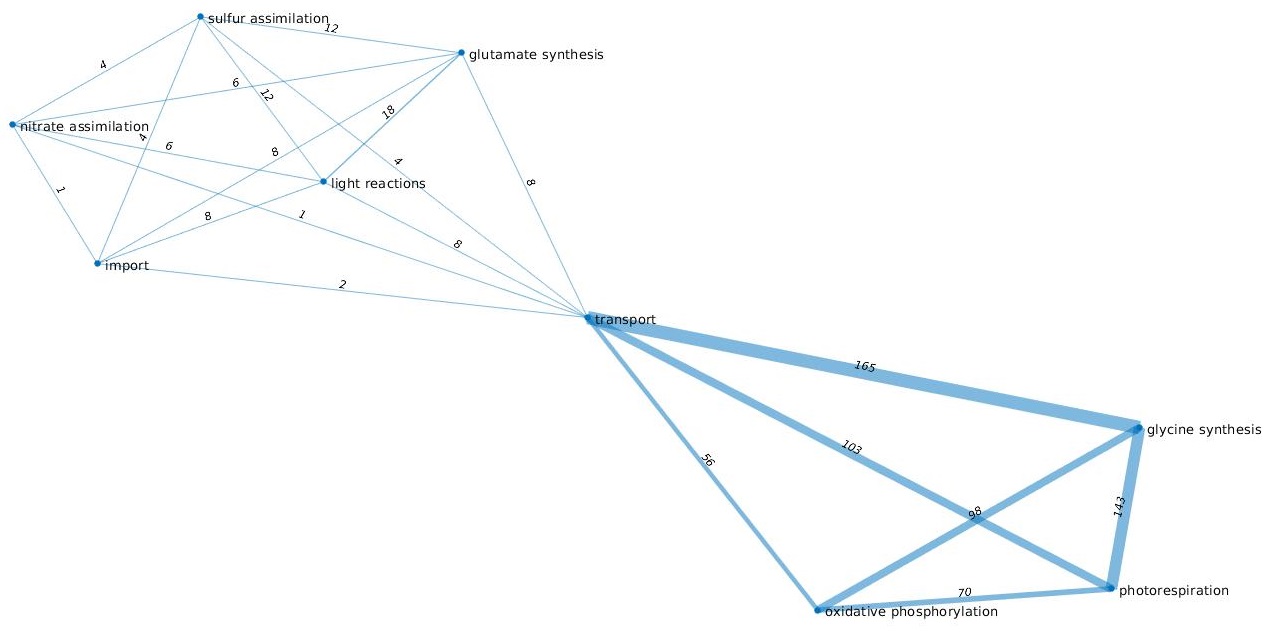 sulfur assimilation
12
glutamate synthesis
4
6
12
18
nitrate assimilation
4
6
8
4
light reactions
8
1
8
1
8
import
2
transport
165
glycine synthesis
103
56
143
98
70
photorespiration
oxidative phosphorylation